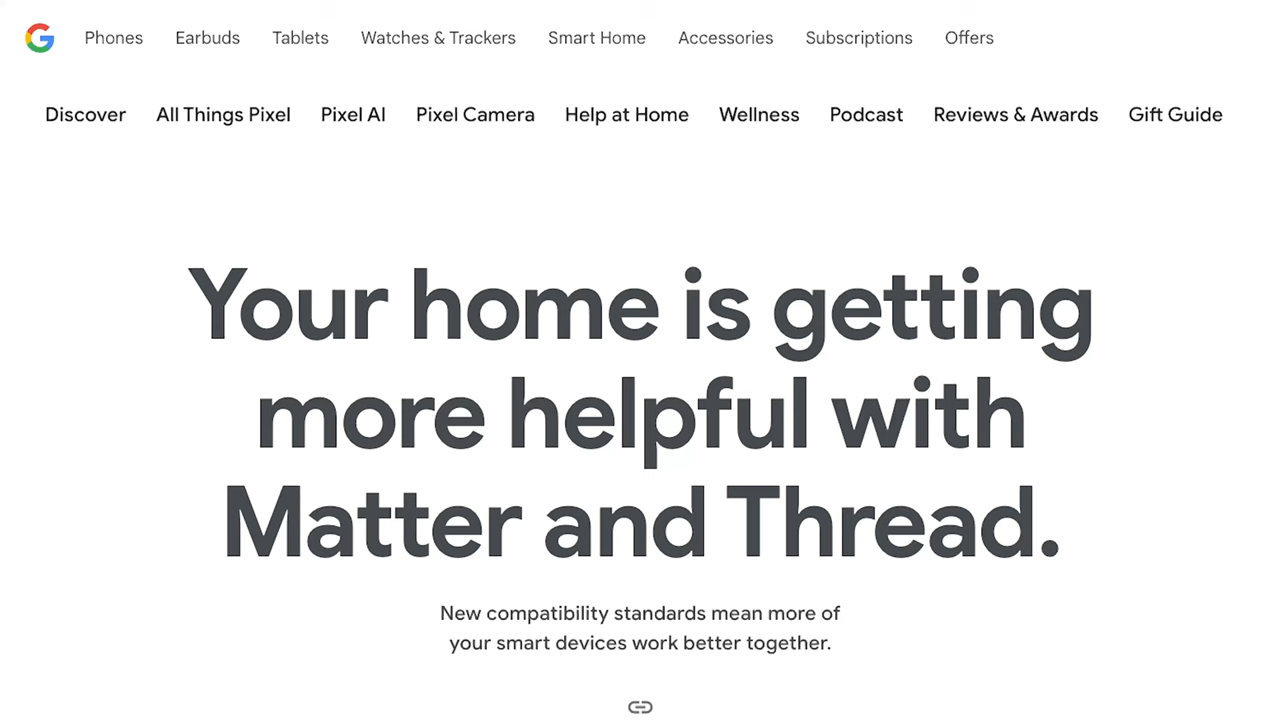 Phones Earbuds Tablets Watches & Trackers Smart Home Accessories Subscriptions Offers
Discover All Things Pixel Pixel AI Pixel Camera Help at Home Wellness Podcast Reviews & Awards Gift Guide
Your home is getting
more helpful with
Matter and Thread.
New compatibility standards mean more of
your smart devices work better together.